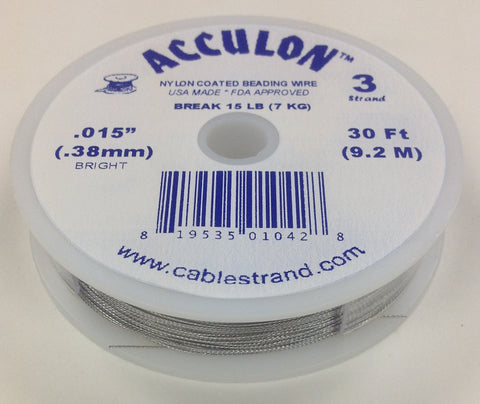 ACCULON™
NYLON COATED BEADING WIRE
USA MADE * FDA APPROVED
BREAK 15 LB (7 KG)
3
strand
.015”
(.38mm)
BRIGHT
30 Ft
(9.2 M)
8 19535 01042 8
www.cablestrand.com